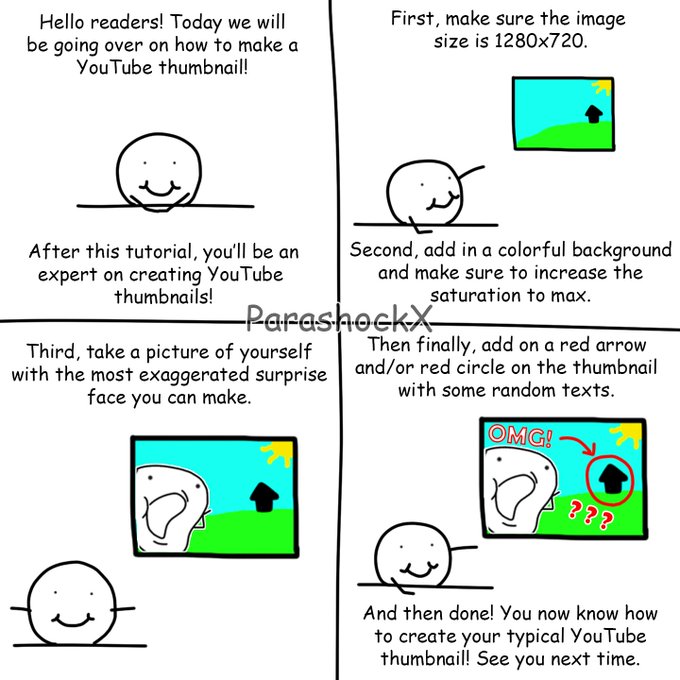 Hello readers! Today we will
be going over on how to make a
YouTube thumbnail!
After this tutorial, you'll be an
expert on creating YouTube
thumbnails!
First, make sure the image
size is 1280x720.
Second, add in a colorful background
and make sure to increase the
saturation to max.
ParashockX
Third, take a picture of yourself
with the most exaggerated surprise
face you can make.
Then finally, add on a red arrow
and/or red circle on the thumbnail
with some random texts.
OMG!
???
And then done! You now know how
to create your typical YouTube
thumbnail! See you next time.